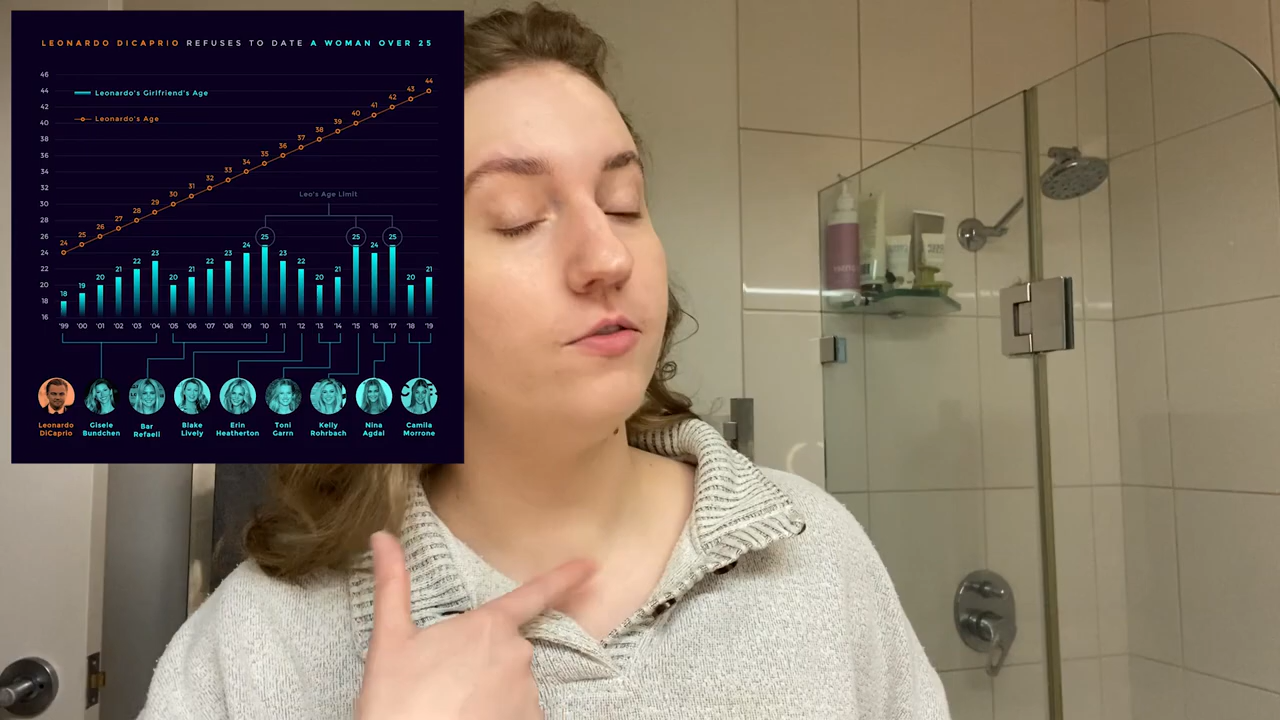 LEONARDO DICAPRIO REFUSES TO DATE A WOMAN OVER 25
46
44
42
40
38
36
34
32
30
28
26
24
22
20
18
16
Leonardo's Girlfriend's Age
Leonardo's Age
24 25 26 27 28 29 30 31 32 33 34 35 36 37 38 39 40 41 42 43 44
Leo's Age Limit
18 19 20 21 22 23 20 21 22 23 24 25 23 22 20 21 25 24 25 20 21
'99 '00 '01 '02 '03 '04 '05 '06 '07 '08 '09 '10 '11 '12 '13 '14 '15 '16 '17 '18 '19
Leonardo DiCaprio
Gisele Bundchen
Bar Refaeli
Blake Lively
Erin Heatherton
Toni Garrn
Kelly Rohrbach
Nina Agdal
Camila Morrone